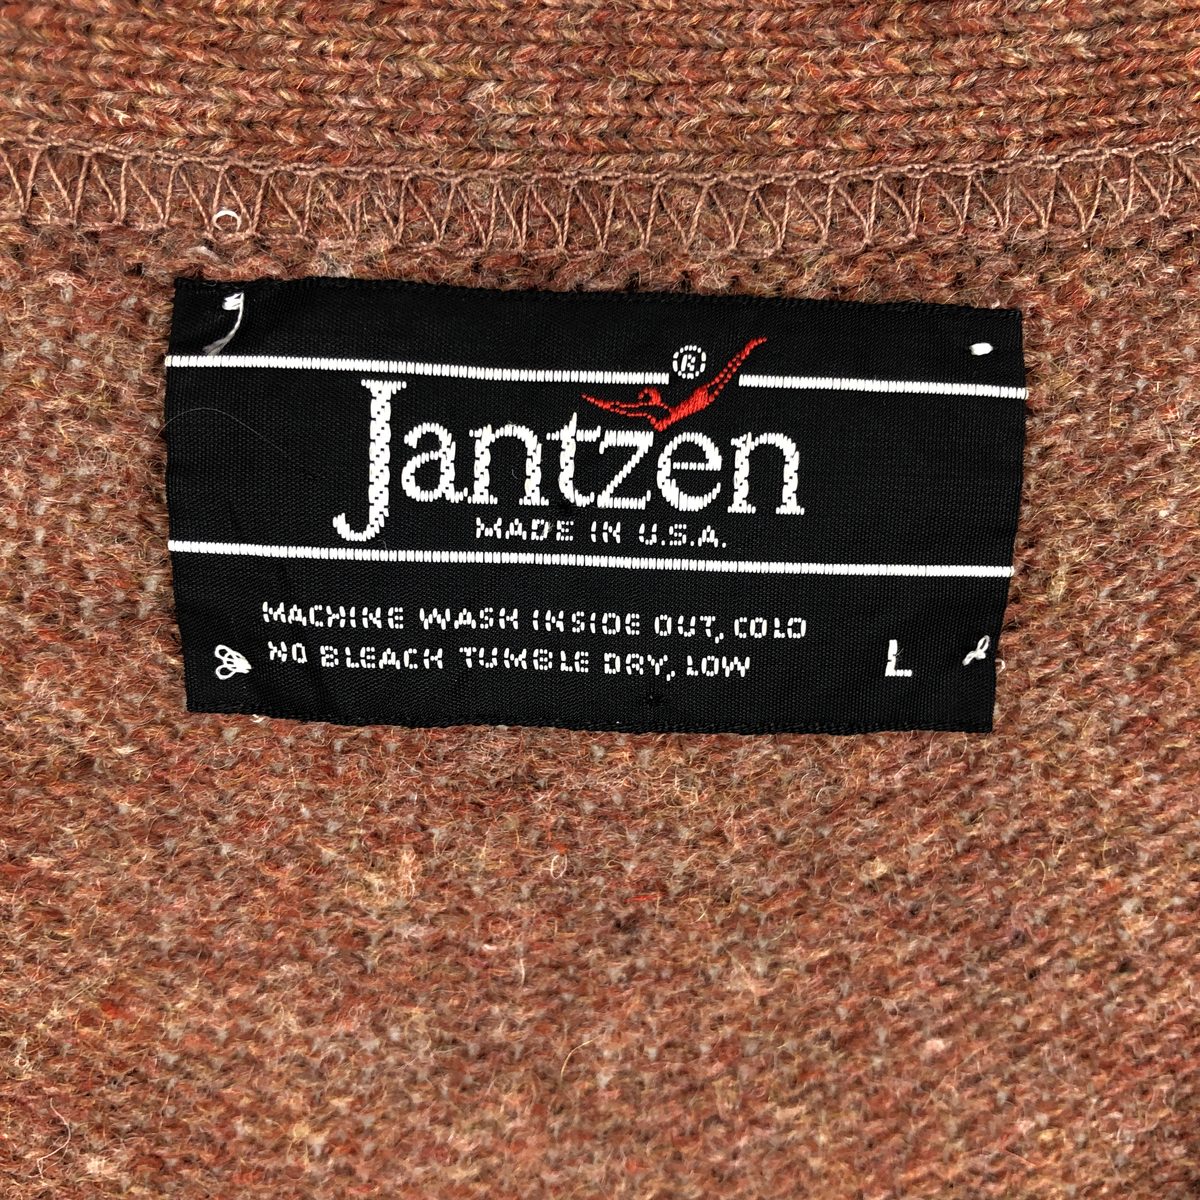 ®
Jantzen
MADE IN U.S.A.
MACHINE WASH INSIDE OUT, COLD
NO BLEACH TUMBLE DRY, LOW
L